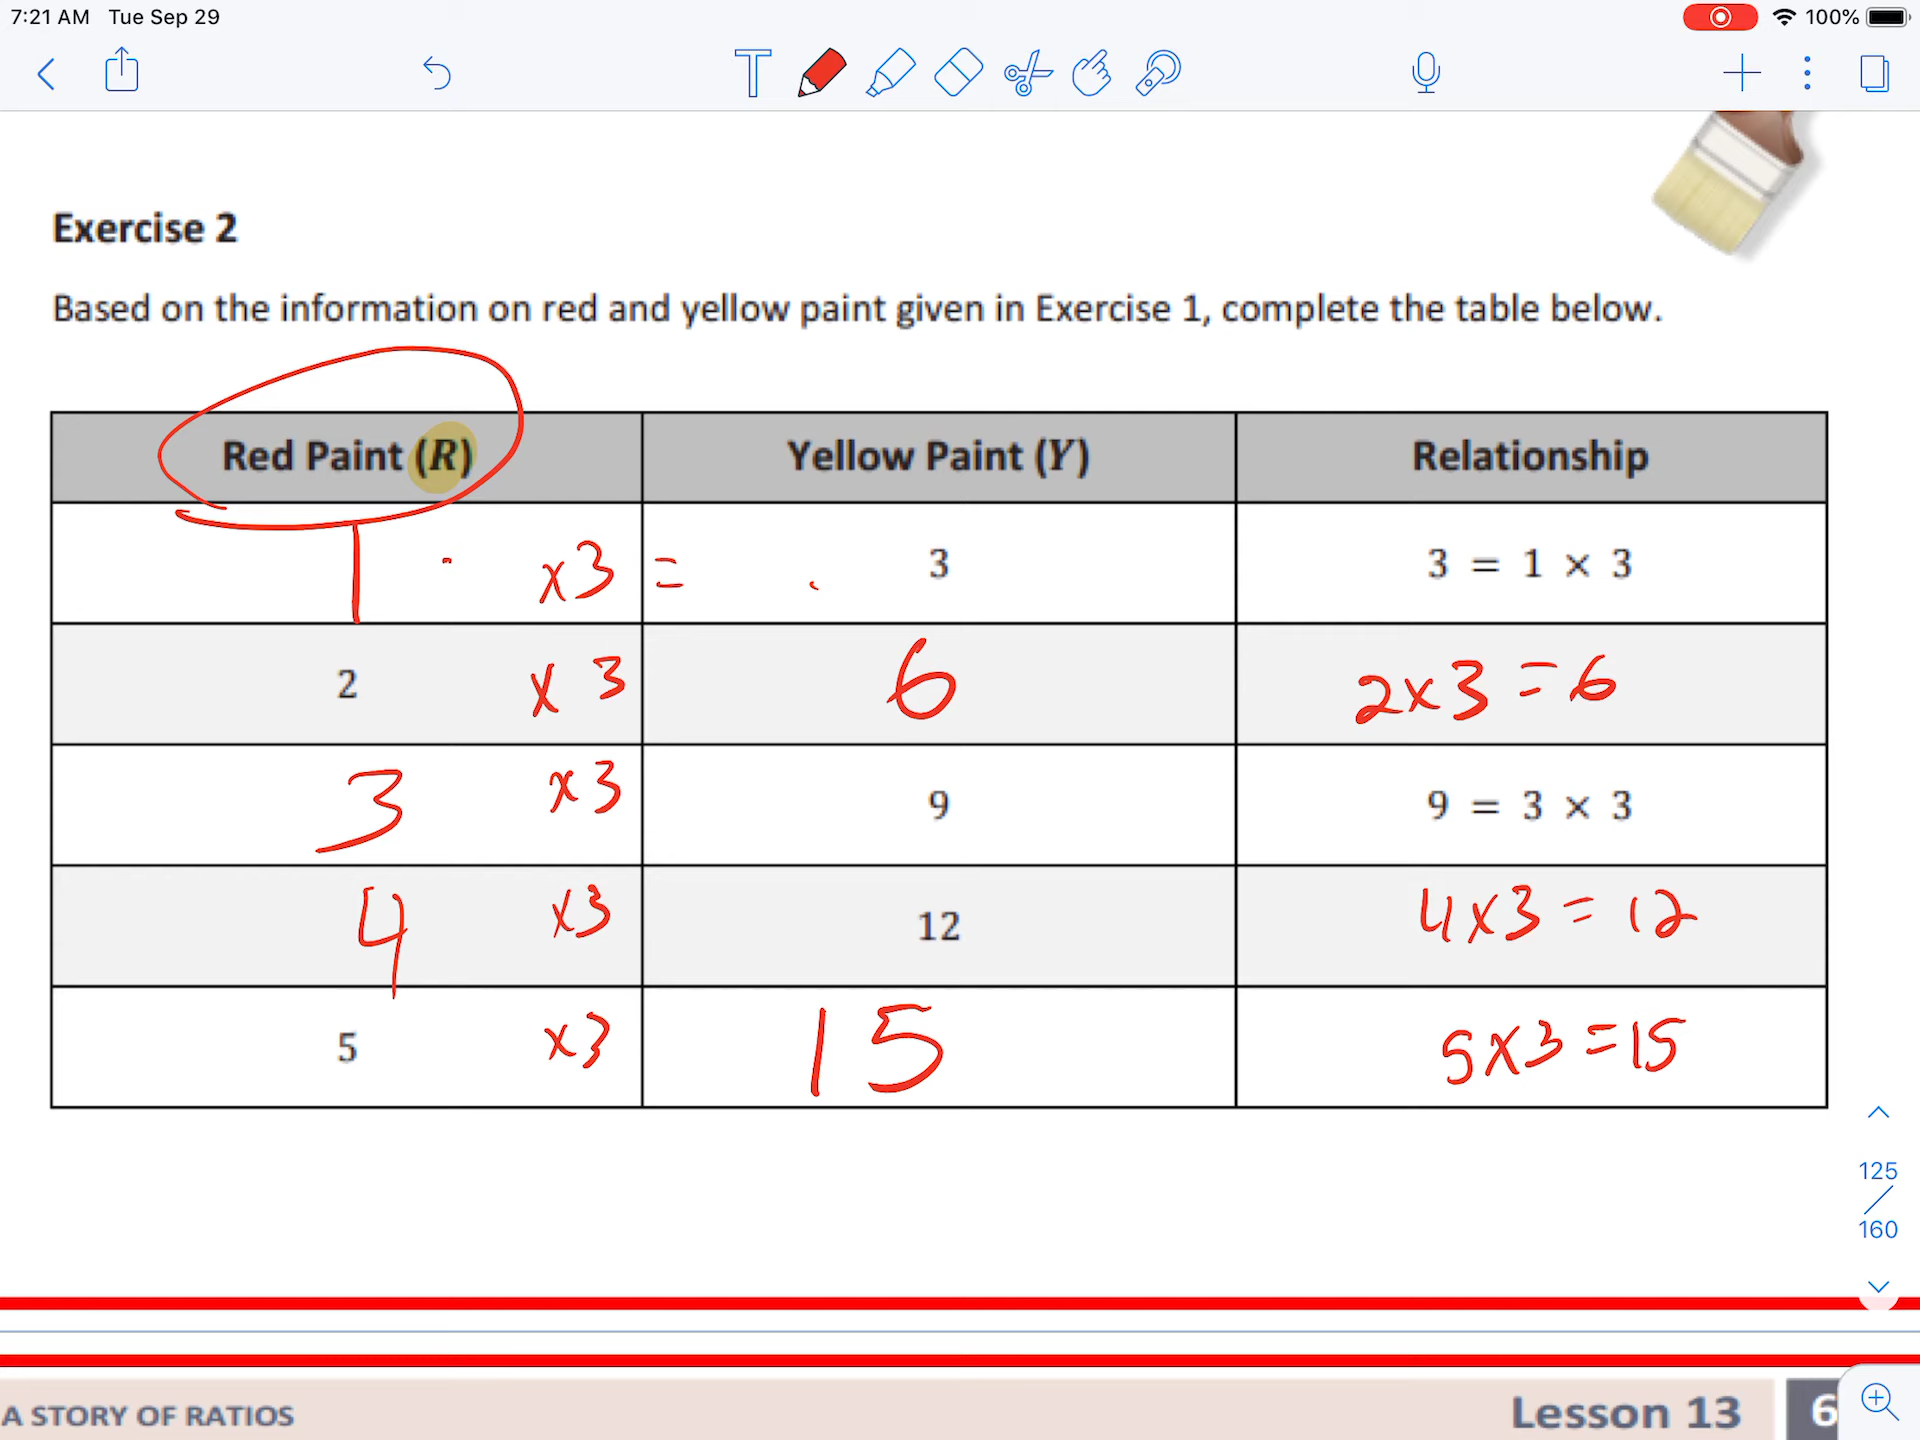 7:21 AM Tue Sep 29 100%
T
Exercise 2
Based on the information on red and yellow paint given in Exercise 1, complete the table below.
Red Paint (R) Yellow Paint (Y) Relationship
1 · x3 = . 3 3 = 1 × 3
2 x 3 6 2x3 = 6
3 x3 9 9 = 3 × 3
4 x3 12 4x3 = 12
5 x3 15 5x3 = 15
125
/
160
A STORY OF RATIOS Lesson 13 6